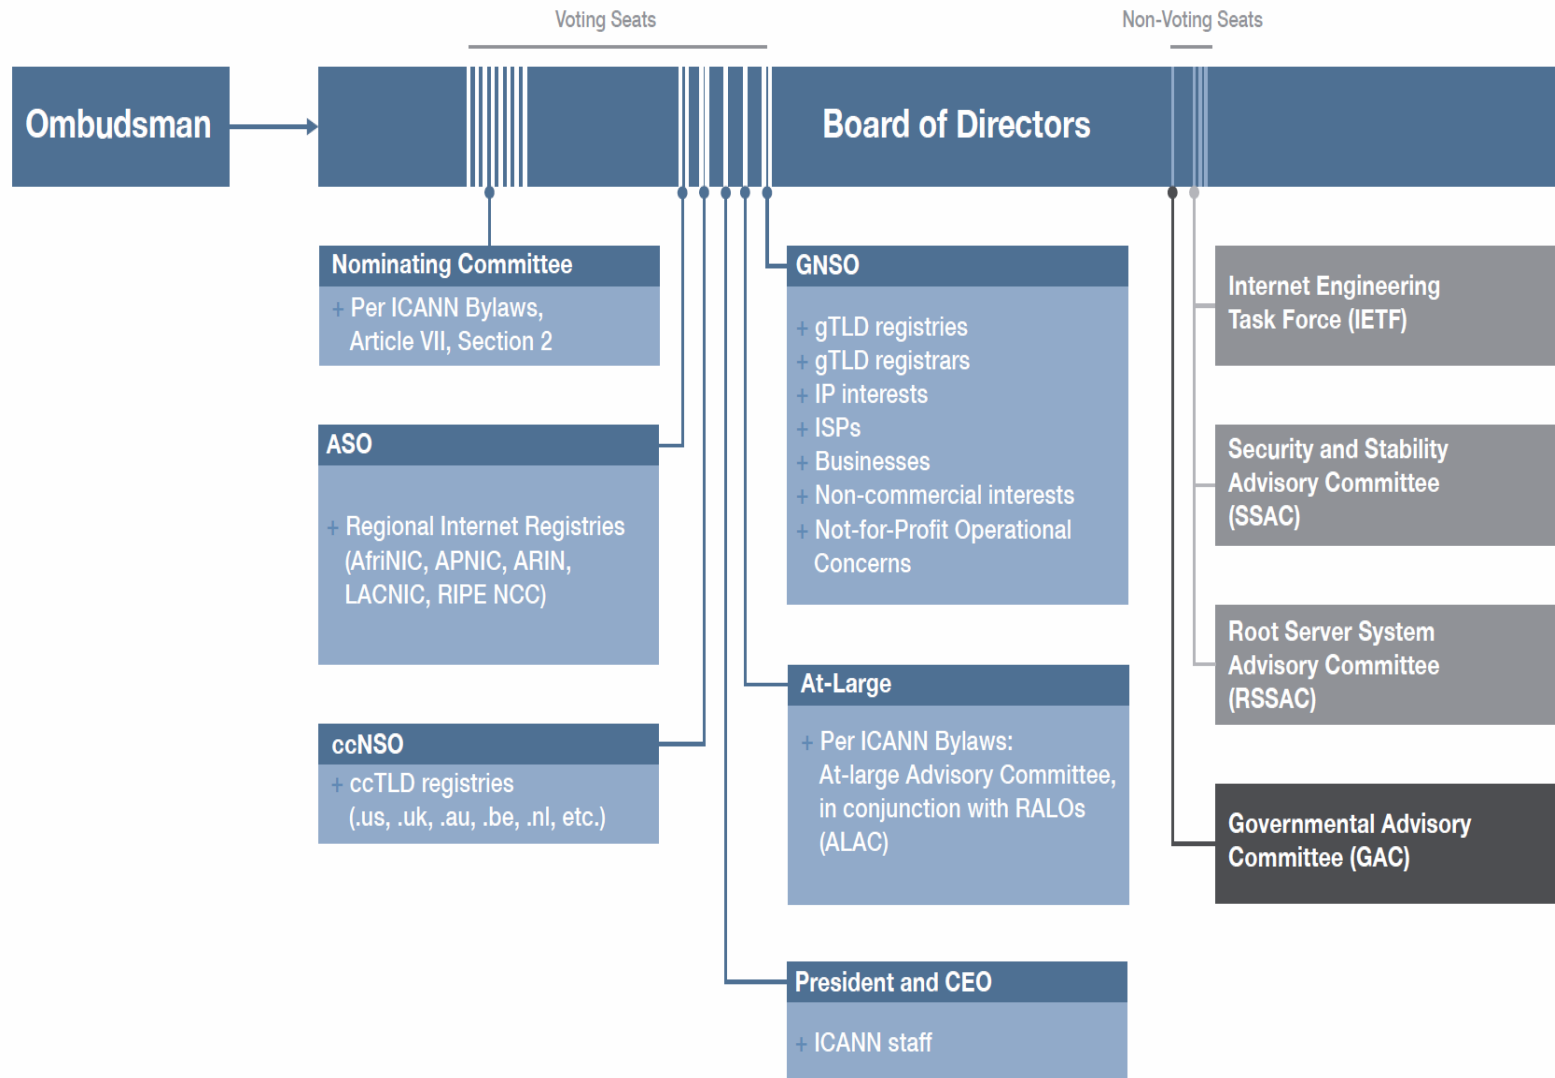 Voting Seats
Non-Voting Seats
Ombudsman
Board of Directors
Nominating Committee
+ Per ICANN Bylaws,
Article VII, Section 2
ASO
+ Regional Internet Registries
(AfriNIC, APNIC, ARIN,
LACNIC, RIPE NCC)
ccNSO
+ ccTLD registries
(.us, .uk, .au, .be, .nl, etc.)
GNSO
+ gTLD registries
+ gTLD registrars
+ IP interests
+ ISPs
+ Businesses
+ Non-commercial interests
+ Not-for-Profit Operational
Concerns
At-Large
+ Per ICANN Bylaws:
At-large Advisory Committee,
in conjunction with RALOs
(ALAC)
President and CEO
+ ICANN staff
Internet Engineering
Task Force (IETF)
Security and Stability
Advisory Committee
(SSAC)
Root Server System
Advisory Committee
(RSSAC)
Governmental Advisory
Committee (GAC)